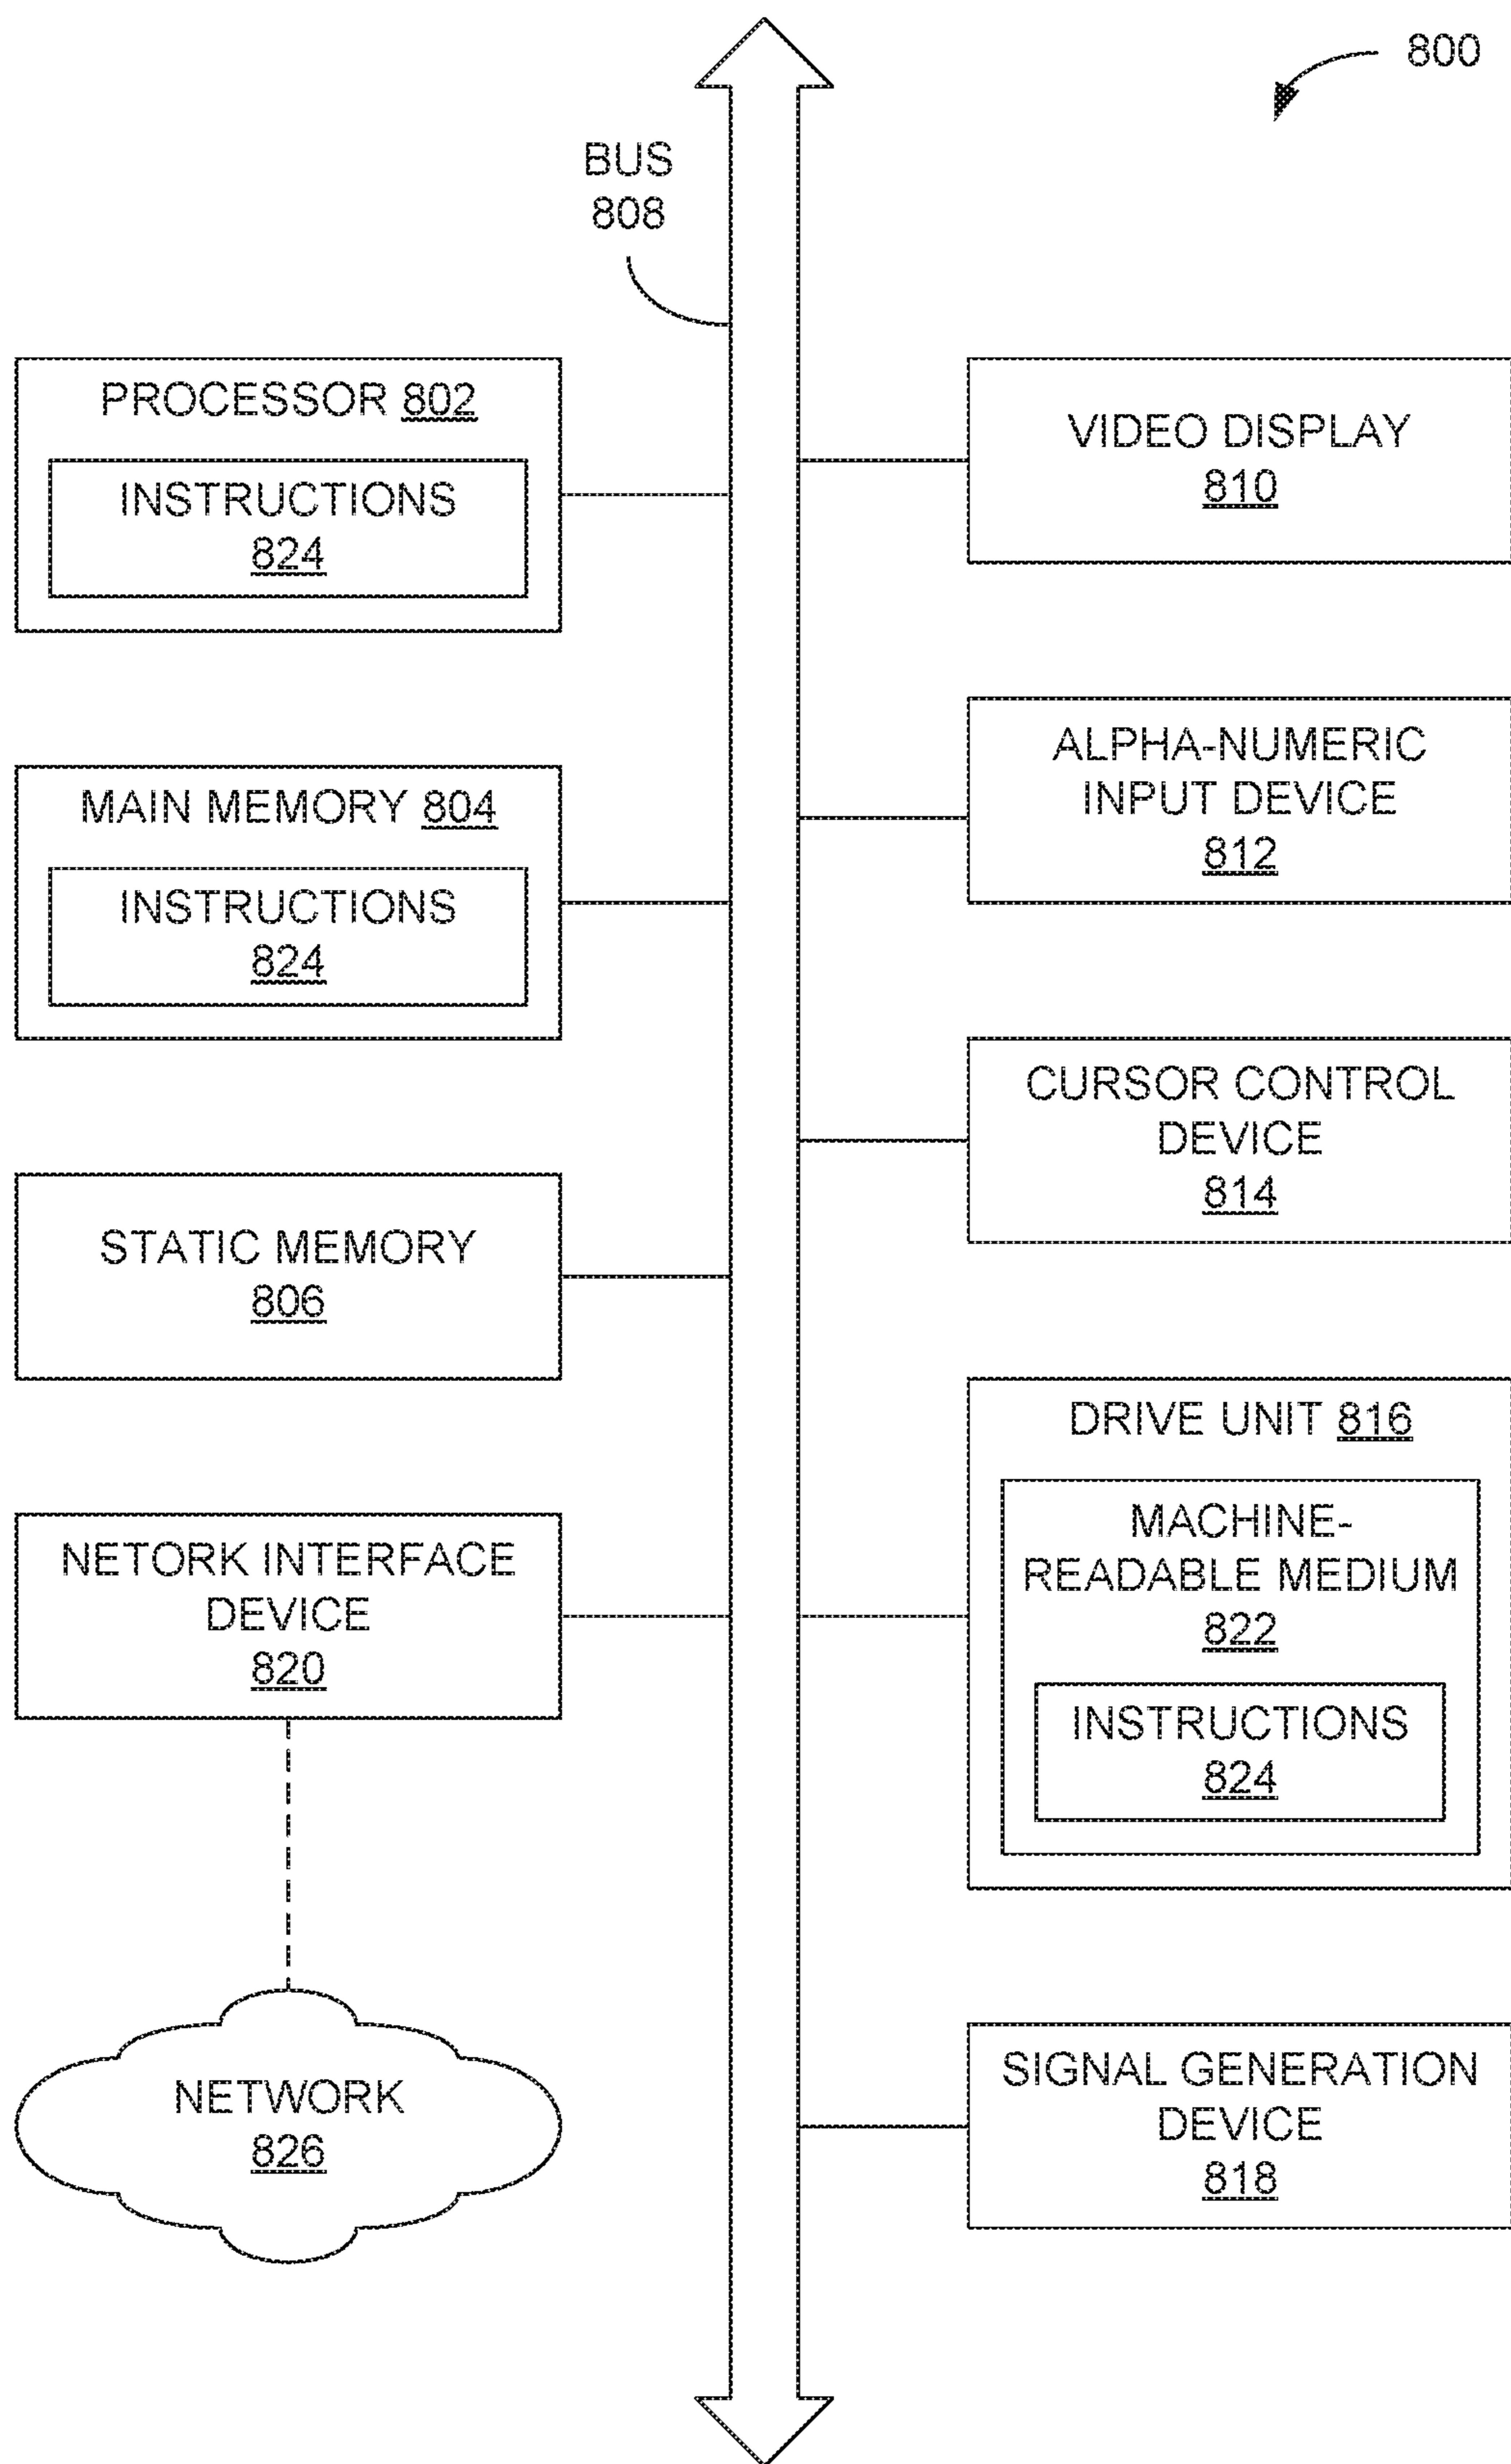 800
BUS
808
PROCESSOR 802
INSTRUCTIONS
824
MAIN MEMORY 804
INSTRUCTIONS
824
STATIC MEMORY
806
NETORK INTERFACE
DEVICE
820
NETWORK
826
VIDEO DISPLAY
810
ALPHA-NUMERIC
INPUT DEVICE
812
CURSOR CONTROL
DEVICE
814
DRIVE UNIT 816
MACHINE-
READABLE MEDIUM
822
INSTRUCTIONS
824
SIGNAL GENERATION
DEVICE
818